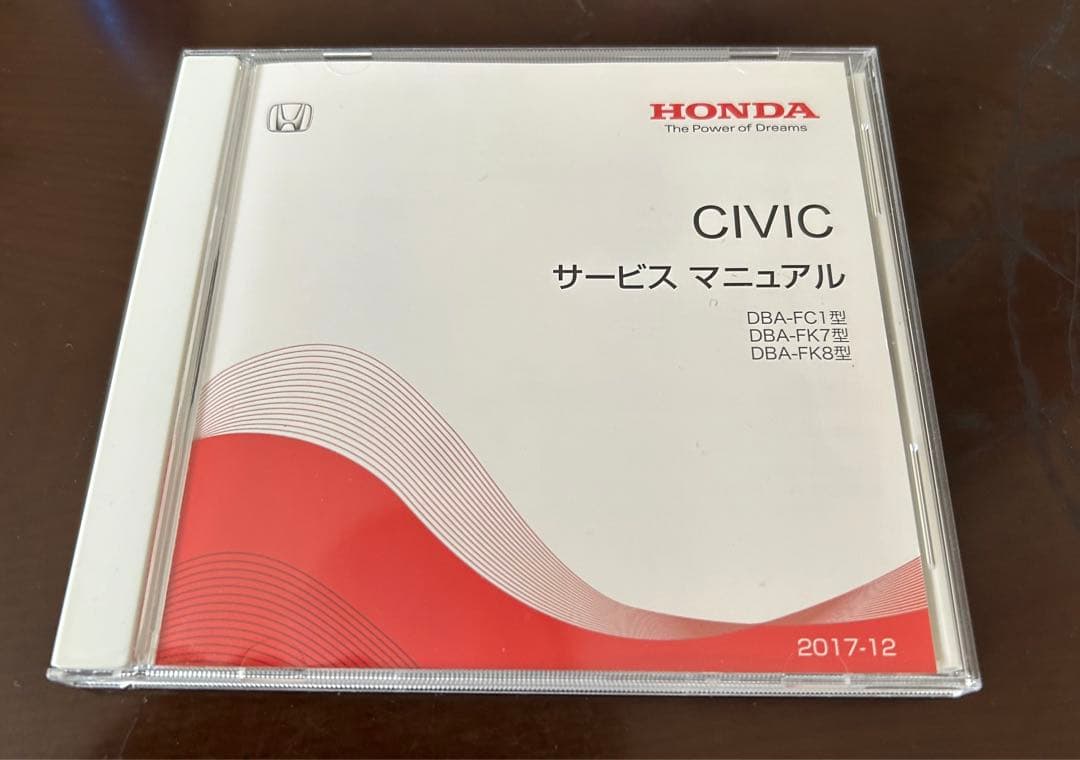 HONDA
The Power of Dreams
CIVIC
サービス マニュアル
DBA-FC1型
DBA-FK7型
DBA-FK8型
2017-12